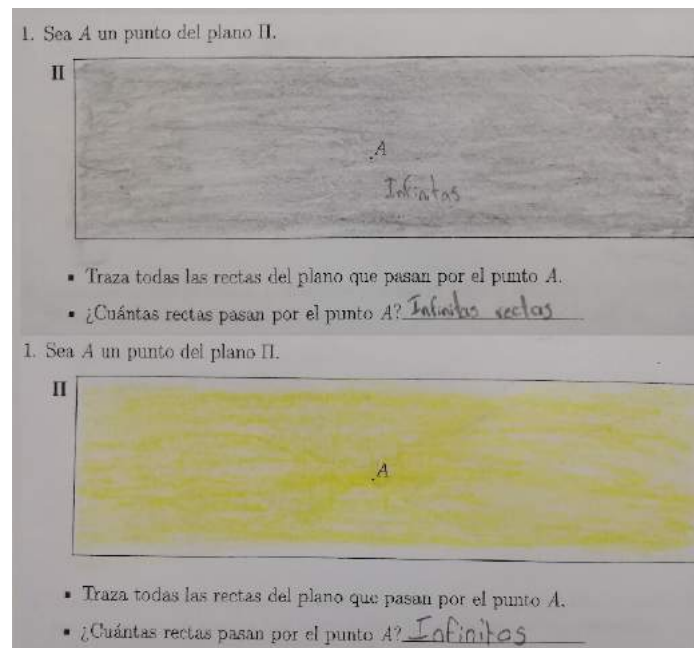 1. Sea A un punto del plano Π.
Π
A
Infinitas
▪ Traza todas las rectas del plano que pasan por el punto A.
▪ ¿Cuántas rectas pasan por el punto A? Infinitas rectas
1. Sea A un punto del plano Π.
Π
A
▪ Traza todas las rectas del plano que pasan por el punto A.
▪ ¿Cuántas rectas pasan por el punto A? Infinitos